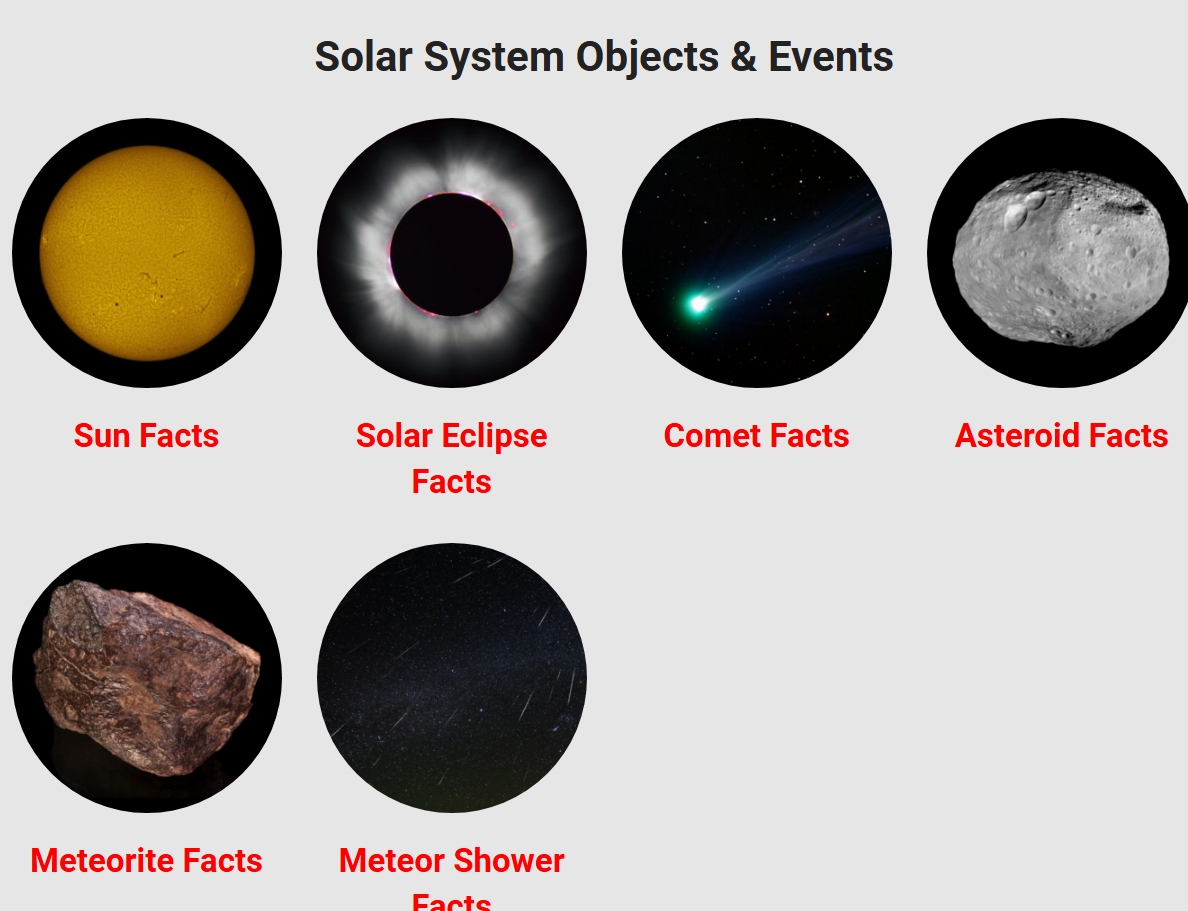 Solar System Objects & Events
Sun Facts
Solar Eclipse
Facts
Comet Facts
Asteroid Facts
Meteorite Facts
Meteor Shower
Facts